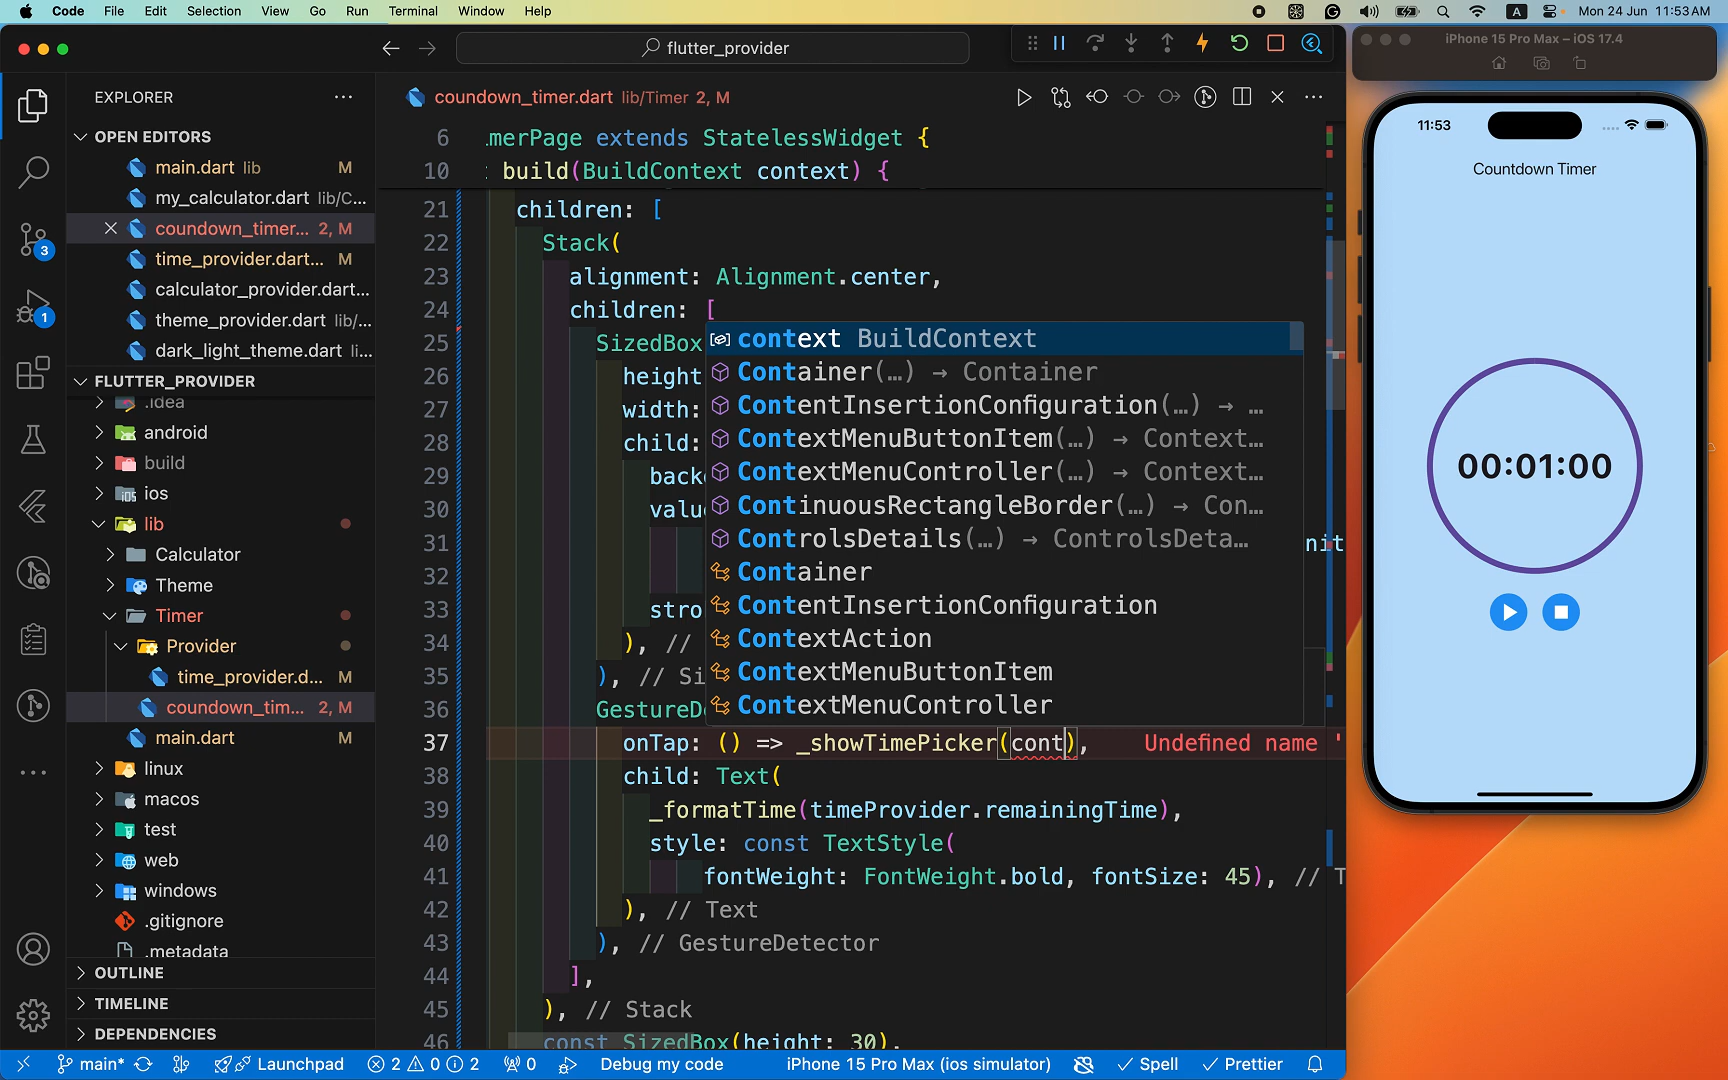 Code File Edit Selection View Go Run Terminal Window Help
A Mon 24 Jun 11:53 AM
flutter_provider
iPhone 15 Pro Max – iOS 17.4
EXPLORER
OPEN EDITORS
main.dart lib M
my_calculator.dart lib/C...
coundown_timer... 2, M
time_provider.dart... M
calculator_provider.dart...
theme_provider.dart lib/...
dark_light_theme.dart li...
FLUTTER_PROVIDER
.idea
android
build
ios
lib
Calculator
Theme
Timer
Provider
time_provider.d... M
coundown_tim... 2, M
main.dart M
linux
macos
test
web
windows
.gitignore
.metadata
OUTLINE
TIMELINE
DEPENDENCIES
3
1
coundown_timer.dart lib/Timer 2, M
6 merPage extends StatelessWidget {
10 build(BuildContext context) {
21 children: [
22 Stack(
23 alignment: Alignment.center,
24 children: [
25 SizedBox
26 height
27 width:
28 child:
29 back
30 valu
31 nit
32
33 stro
34 ), //
35 ), // Si
36 GestureD
37 onTap: () => _showTimePicker(cont), Undefined name '
38 child: Text(
39 _formatTime(timeProvider.remainingTime),
40 style: const TextStyle(
41 fontWeight: FontWeight.bold, fontSize: 45), // T
42 ), // Text
43 ), // GestureDetector
44 ],
45 ), // Stack
46 const SizedBox(height: 30),
context BuildContext
Container(…) → Container
ContentInsertionConfiguration(…) → …
ContextMenuButtonItem(…) → Context…
ContextMenuController(…) → Context…
ContinuousRectangleBorder(…) → Con…
ControlsDetails(…) → ControlsDeta…
Container
ContentInsertionConfiguration
ContextAction
ContextMenuButtonItem
ContextMenuController
11:53
Countdown Timer
00:01:00
main* Launchpad 2 0 2 0 Debug my code iPhone 15 Pro Max (ios simulator) Spell Prettier